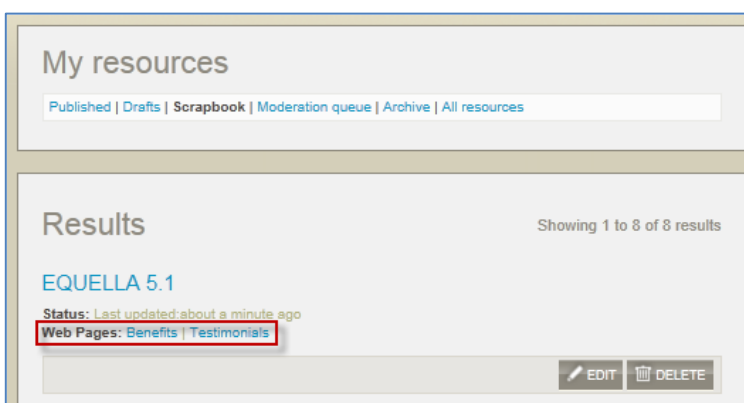 My resources
Published | Drafts | Scrapbook | Moderation queue | Archive | All resources
Results
Showing 1 to 8 of 8 results
EQUELLA 5.1
Status: Last updated:about a minute ago
Web Pages: Benefits | Testimonials
EDIT
DELETE